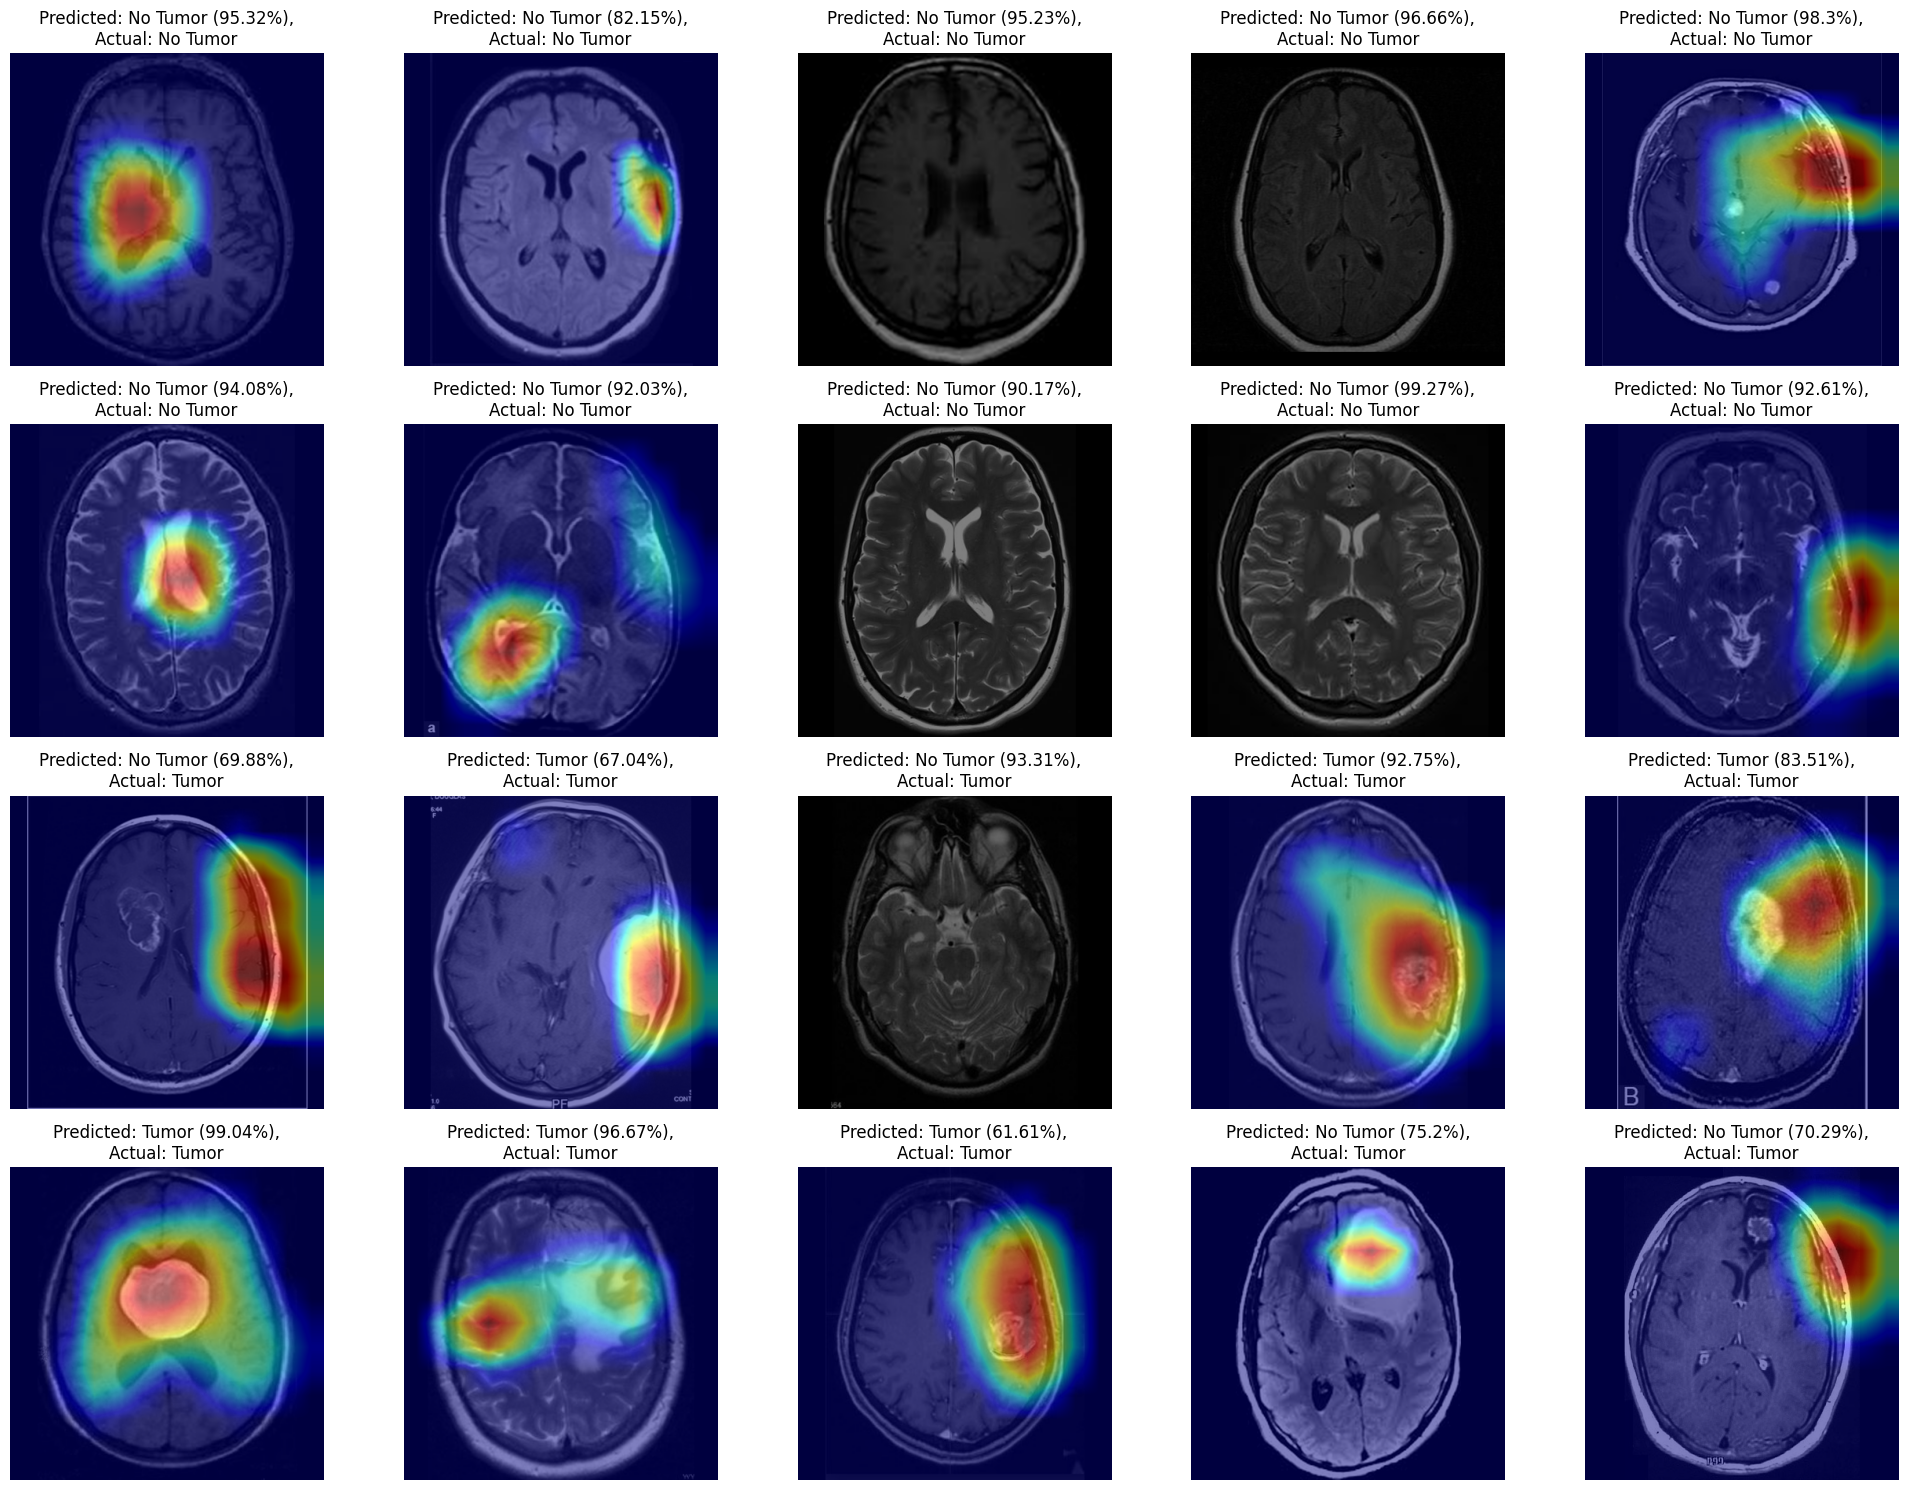 Predicted: No Tumor (95.32%),
Actual: No Tumor
Predicted: No Tumor (82.15%),
Actual: No Tumor
Predicted: No Tumor (95.23%),
Actual: No Tumor
Predicted: No Tumor (96.66%),
Actual: No Tumor
Predicted: No Tumor (98.3%),
Actual: No Tumor
Predicted: No Tumor (94.08%),
Actual: No Tumor
Predicted: No Tumor (92.03%),
Actual: No Tumor
a
Predicted: No Tumor (90.17%),
Actual: No Tumor
Predicted: No Tumor (99.27%),
Actual: No Tumor
Predicted: No Tumor (92.61%),
Actual: No Tumor
Predicted: No Tumor (69.88%),
Actual: Tumor
Predicted: Tumor (67.04%),
Actual: Tumor
F
PF
CONT
Predicted: No Tumor (93.31%),
Actual: Tumor
Predicted: Tumor (92.75%),
Actual: Tumor
Predicted: Tumor (83.51%),
Actual: Tumor
B
Predicted: Tumor (99.04%),
Actual: Tumor
Predicted: Tumor (96.67%),
Actual: Tumor
Predicted: Tumor (61.61%),
Actual: Tumor
Predicted: No Tumor (75.2%),
Actual: Tumor
Predicted: No Tumor (70.29%),
Actual: Tumor